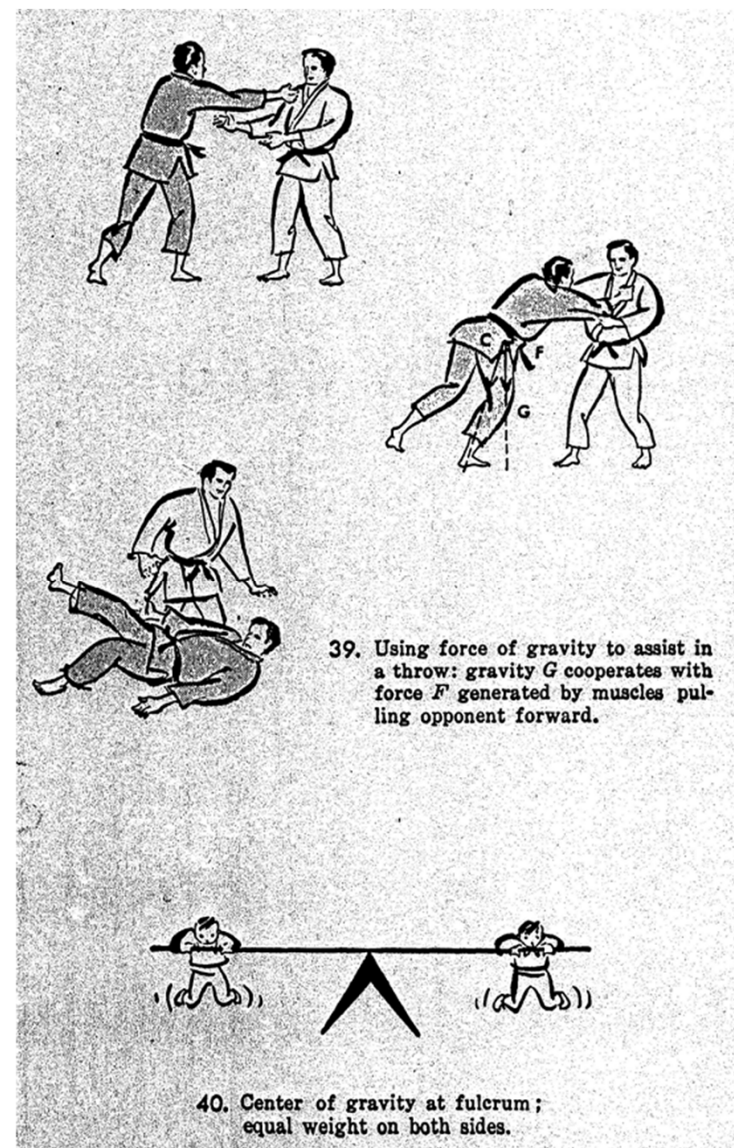 C
F
G
39. Using force of gravity to assist in
a throw: gravity G cooperates with
force F generated by muscles pul-
ling opponent forward.
40. Center of gravity at fulcrum;
equal weight on both sides.